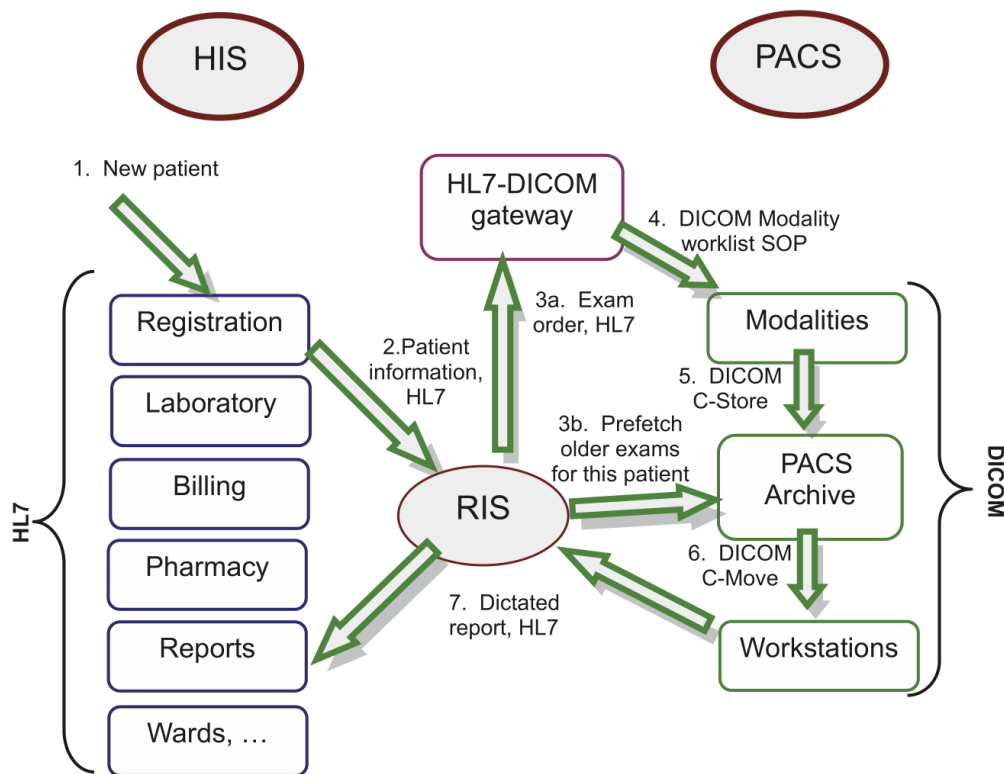 HIS
PACS
1. New patient
HL7-DICOM
gateway
4. DICOM Modality
worklist SOP
Registration
3a. Exam
order, HL7
Modalities
2.Patient
information,
HL7
Laboratory
5. DICOM
C-Store
3b. Prefetch
older exams
for this patient
Billing
RIS
PACS
Archive
HL7
DICOM
Pharmacy
6. DICOM
C-Move
7. Dictated
report, HL7
Reports
Workstations
Wards, …